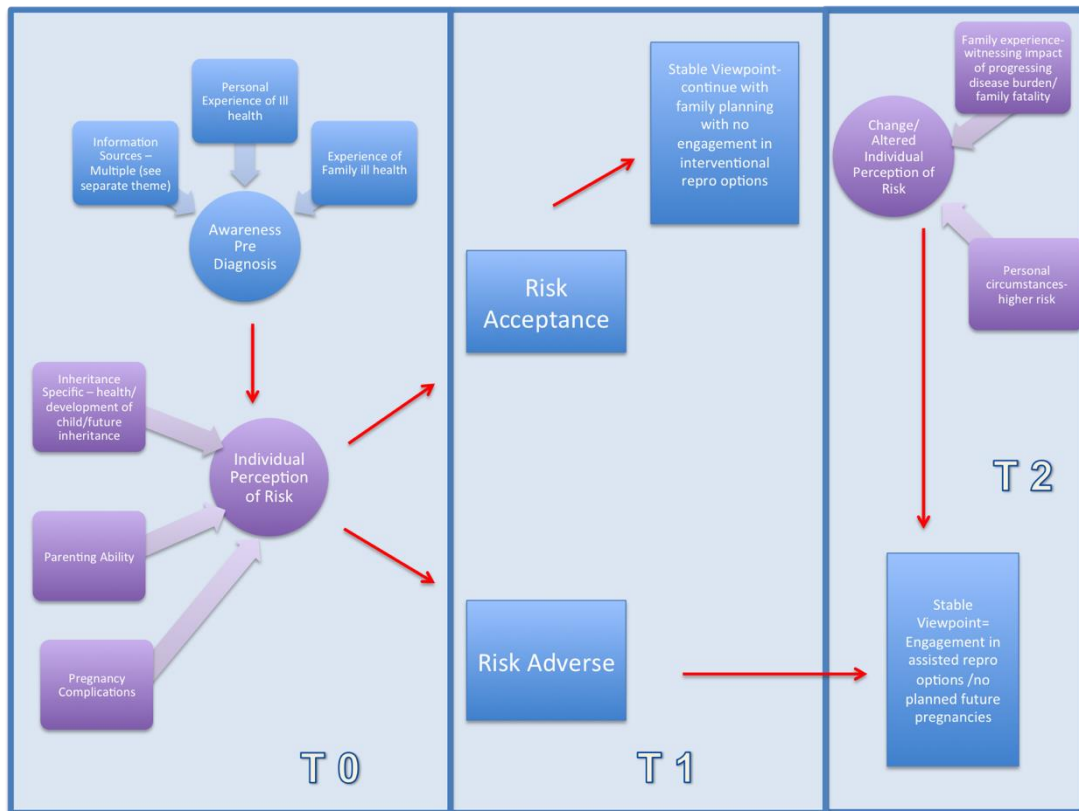 Personal
Experience of Ill
health
Information
Sources –
Multiple (see
separate theme)
Experience of
Family ill health
Awareness
Pre
Diagnosis
Inheritance
Specific – health/
development of
child/future
inheritance
Individual
Perception
of Risk
Parenting Ability
Pregnancy
Complications
T 0
Stable Viewpoint-
continue with
family planning
with no
engagement in
interventional
repro options
Risk
Acceptance
Risk Adverse
T 1
Family experience-
witnessing impact
of progressing
disease burden/
family fatality
Change/
Altered Individual
Perception of
Risk
Personal
circumstances-
higher risk
T 2
Stable
Viewpoint=
Engagement in
assisted repro
options /no
planned future
pregnancies